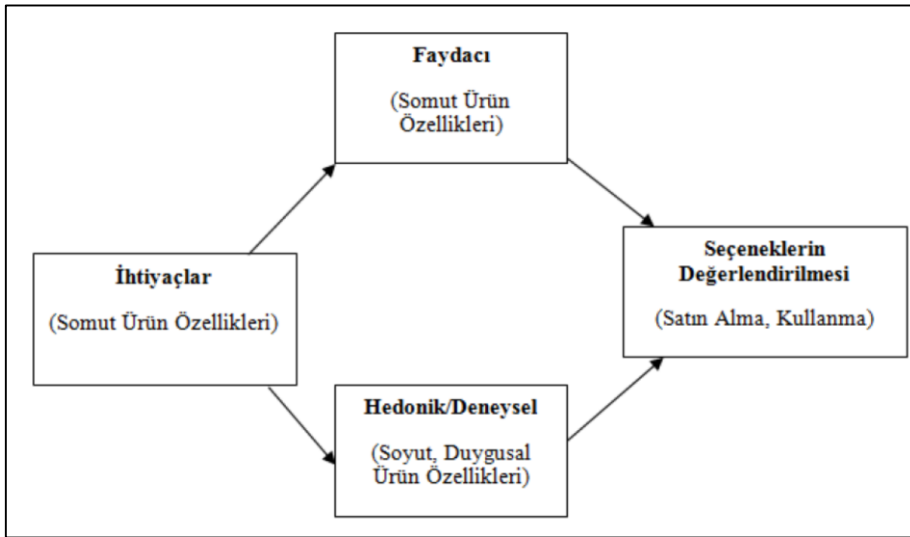 Faydacı
(Somut Ürün
Özellikleri)
İhtiyaçlar
(Somut Ürün Özellikleri)
Seçeneklerin
Değerlendirilmesi
(Satın Alma, Kullanma)
Hedonik/Deneysel
(Soyut, Duygusal
Ürün Özellikleri)